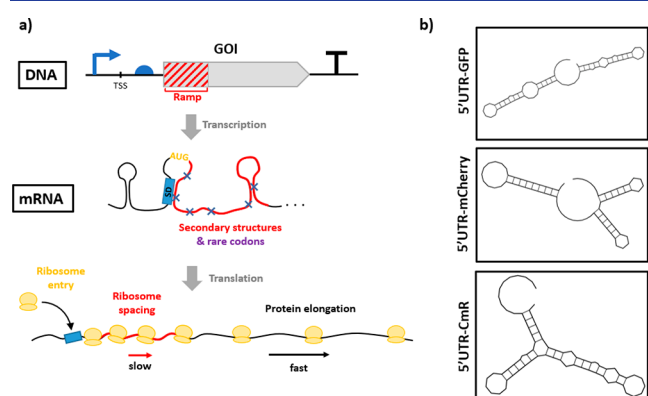 a)
GOI
DNA
TSS
Ramp
Transcription
AUG
SD
mRNA
...
Secondary structures
& rare codons
Translation
Ribosome
entry
Ribosome
spacing
Protein elongation
slow
fast
b)
5'UTR-GFP
5'UTR-mCherry
5'UTR-CmR